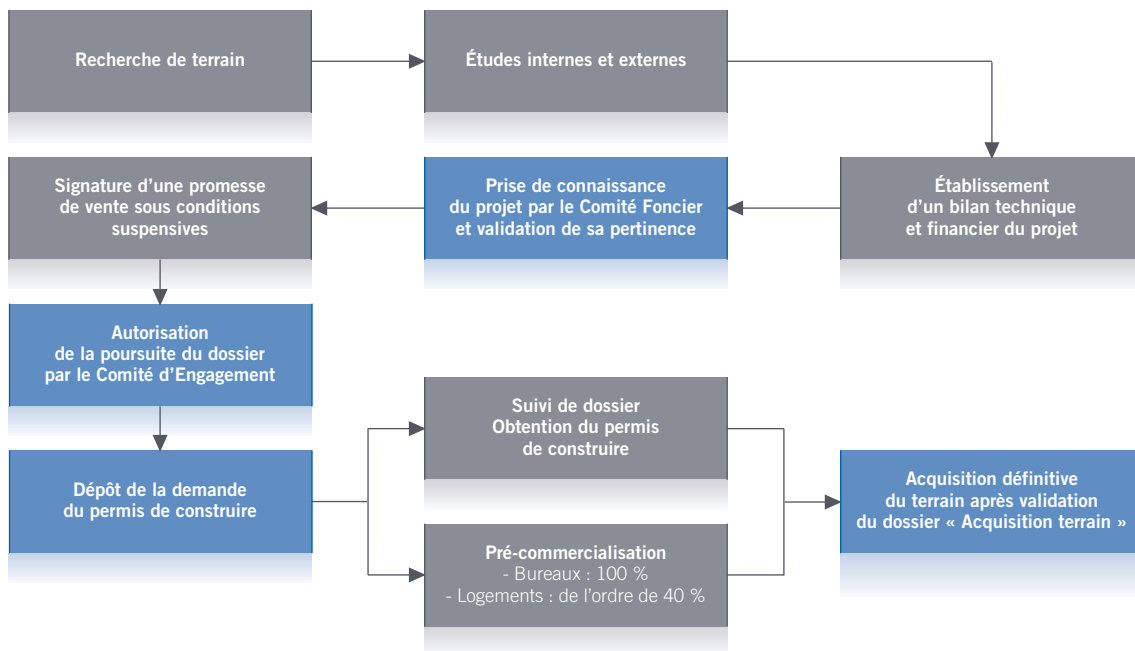 Recherche de terrain
Études internes et externes
Établissement
d’un bilan technique
et financier du projet
Prise de connaissance
du projet par le Comité Foncier
et validation de sa pertinence
Signature d’une promesse
de vente sous conditions
suspensives
Autorisation
de la poursuite du dossier
par le Comité d’Engagement
Dépôt de la demande
du permis de construire
Suivi de dossier
Obtention du permis
de construire
Pré-commercialisation
- Bureaux : 100 %
- Logements : de l’ordre de 40 %
Acquisition définitive
du terrain après validation
du dossier « Acquisition terrain »